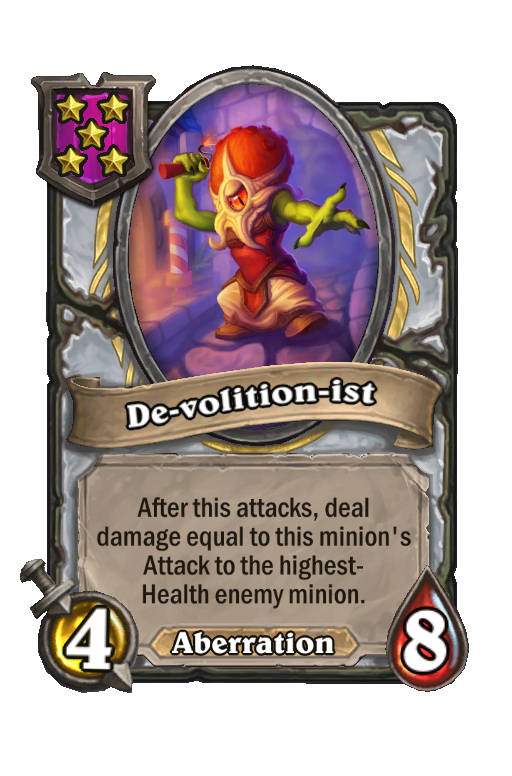 De-volition-ist
After this attacks, deal
damage equal to this minion's
Attack to the highest-
Health enemy minion.
4
Aberration
8